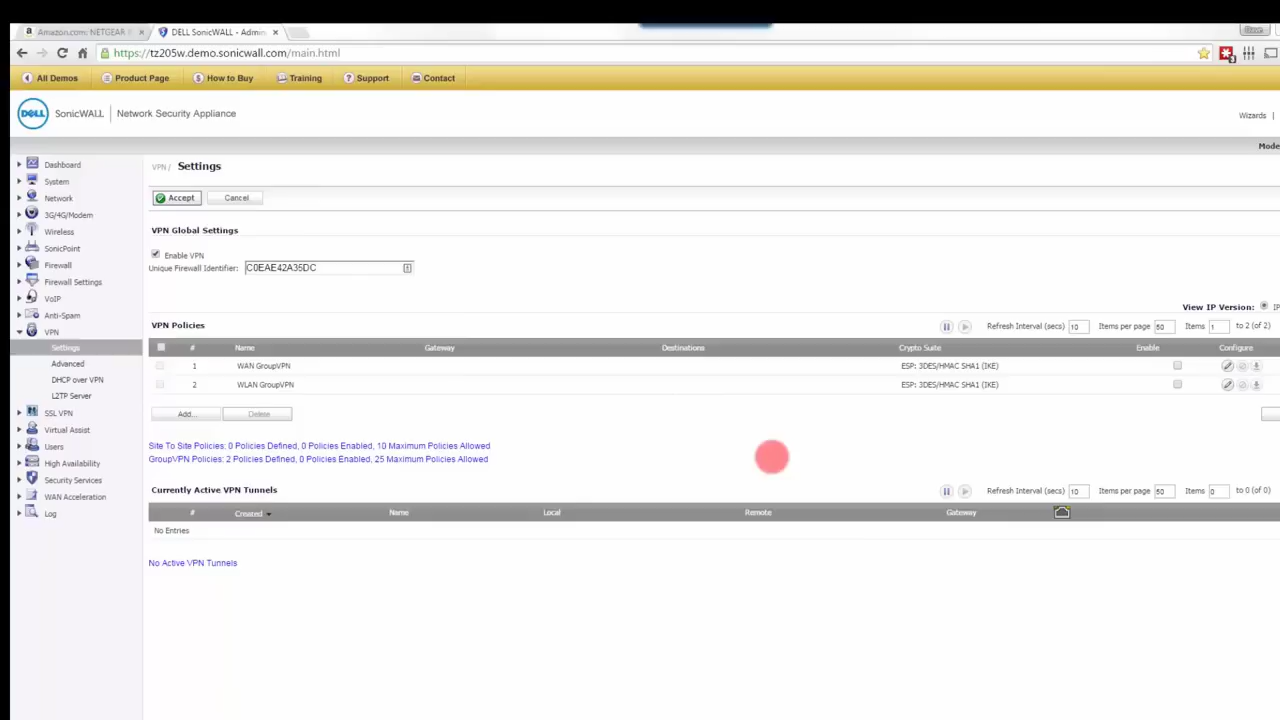 Amazon.com: NETGEAR
DELL SonicWALL - Admin
https://tz205w.demo.sonicwall.com/main.html
All Demos Product Page How to Buy Training Support Contact
DELL SonicWALL Network Security Appliance
Wizards
Mode
Dashboard
System
Network
3G/4G/Modem
Wireless
SonicPoint
Firewall
Firewall Settings
VoIP
Anti-Spam
VPN
Settings
Advanced
DHCP over VPN
L2TP Server
SSL VPN
Virtual Assist
Users
High Availability
Security Services
WAN Acceleration
Log
VPN / Settings
Accept Cancel
VPN Global Settings
Enable VPN
Unique Firewall Identifier: C0EAE42A35DC
View IP Version: IP
VPN Policies Refresh Interval (secs) 10 Items per page 50 Items 1 to 2 (of 2)
# Name Gateway Destinations Crypto Suite Enable Configure
1 WAN GroupVPN ESP: 3DES/HMAC SHA1 (IKE)
2 WLAN GroupVPN ESP: 3DES/HMAC SHA1 (IKE)
Add... Delete
Site To Site Policies: 0 Policies Defined, 0 Policies Enabled, 10 Maximum Policies Allowed
GroupVPN Policies: 2 Policies Defined, 0 Policies Enabled, 25 Maximum Policies Allowed
Currently Active VPN Tunnels Refresh Interval (secs) 10 Items per page 50 Items 0 to 0 (of 0)
# Created Name Local Remote Gateway
No Entries
No Active VPN Tunnels